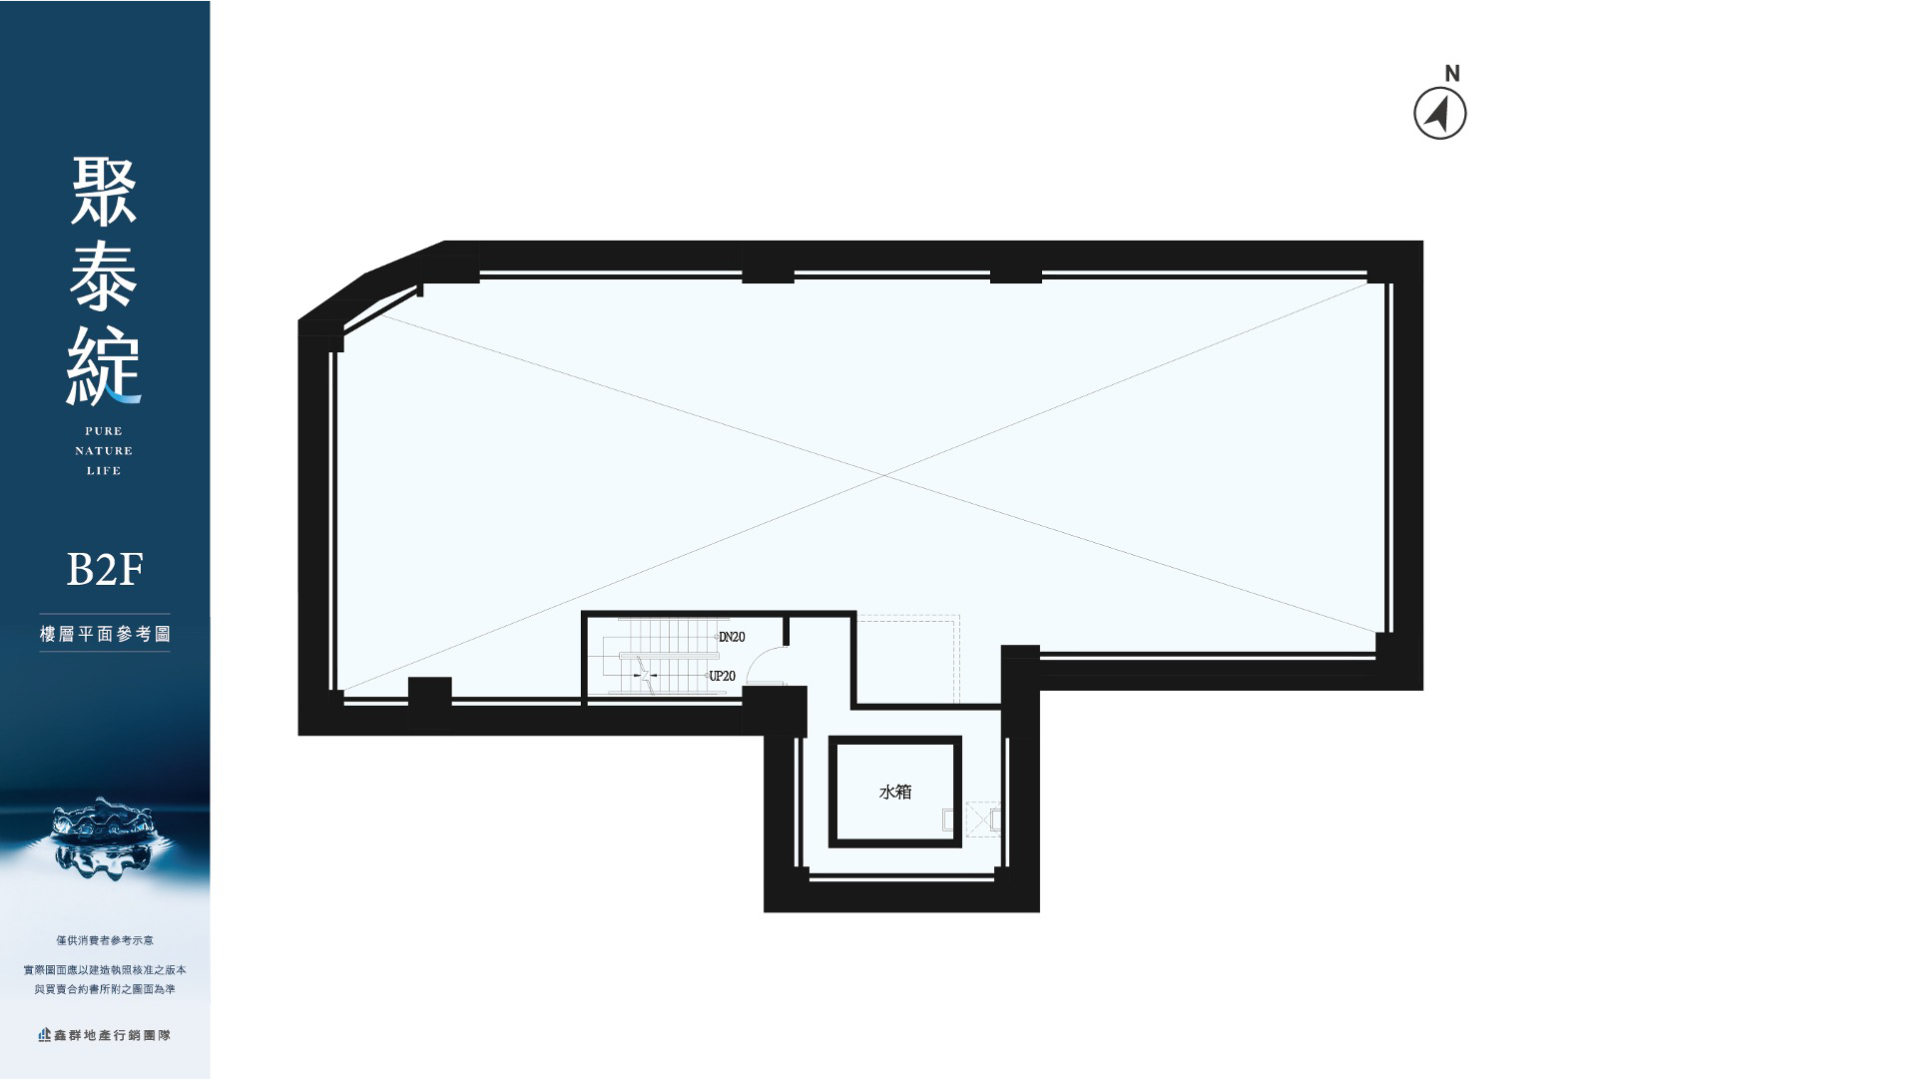 聚泰綻
PURE
NATURE
LIFE
B2F
樓層平面參考圖
僅供消費者參考示意
實際圖面應以建造執照核准之版本
與買賣合約書所附之圖面為準
鑫群地產行銷團隊
N
DN20
UP20
水箱